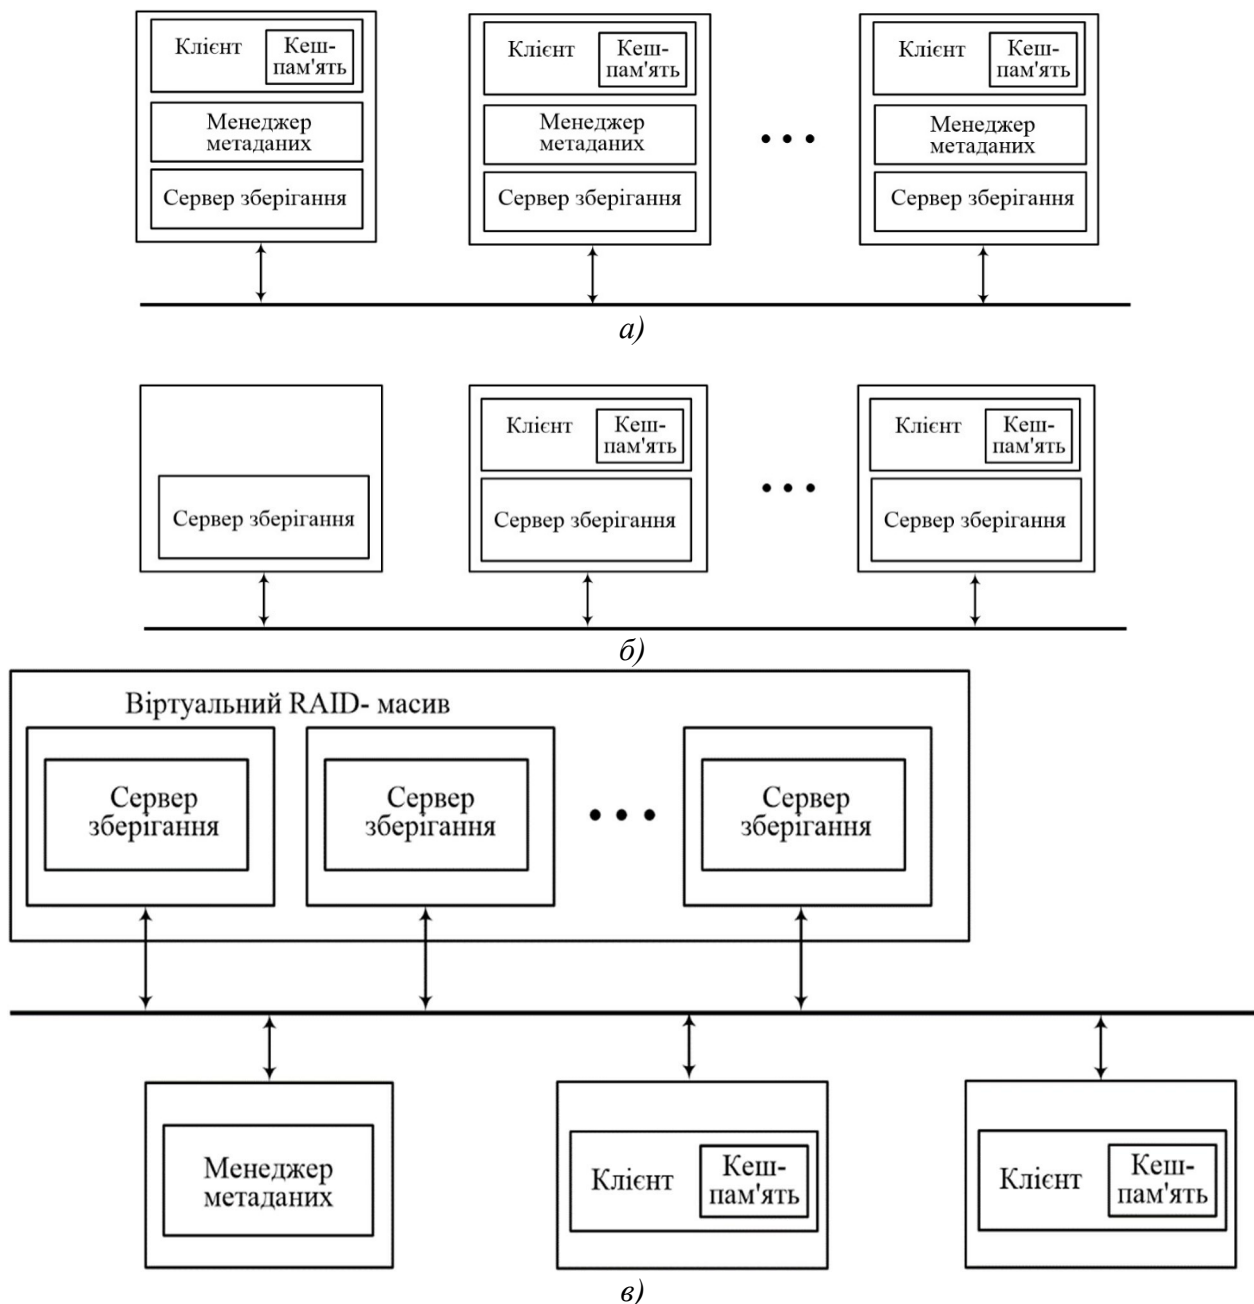 Клієнт
Кеш-
пам'ять
Менеджер
метаданих
Сервер зберігання
Клієнт
Кеш-
пам'ять
Менеджер
метаданих
Сервер зберігання
Клієнт
Кеш-
пам'ять
Менеджер
метаданих
Сервер зберігання
а)
Сервер зберігання
Клієнт
Кеш-
пам'ять
Сервер зберігання
Клієнт
Кеш-
пам'ять
Сервер зберігання
б)
Віртуальний RAID- масив
Сервер
зберігання
Сервер
зберігання
Сервер
зберігання
Менеджер
метаданих
Клієнт
Кеш-
пам'ять
Клієнт
Кеш-
пам'ять
в)